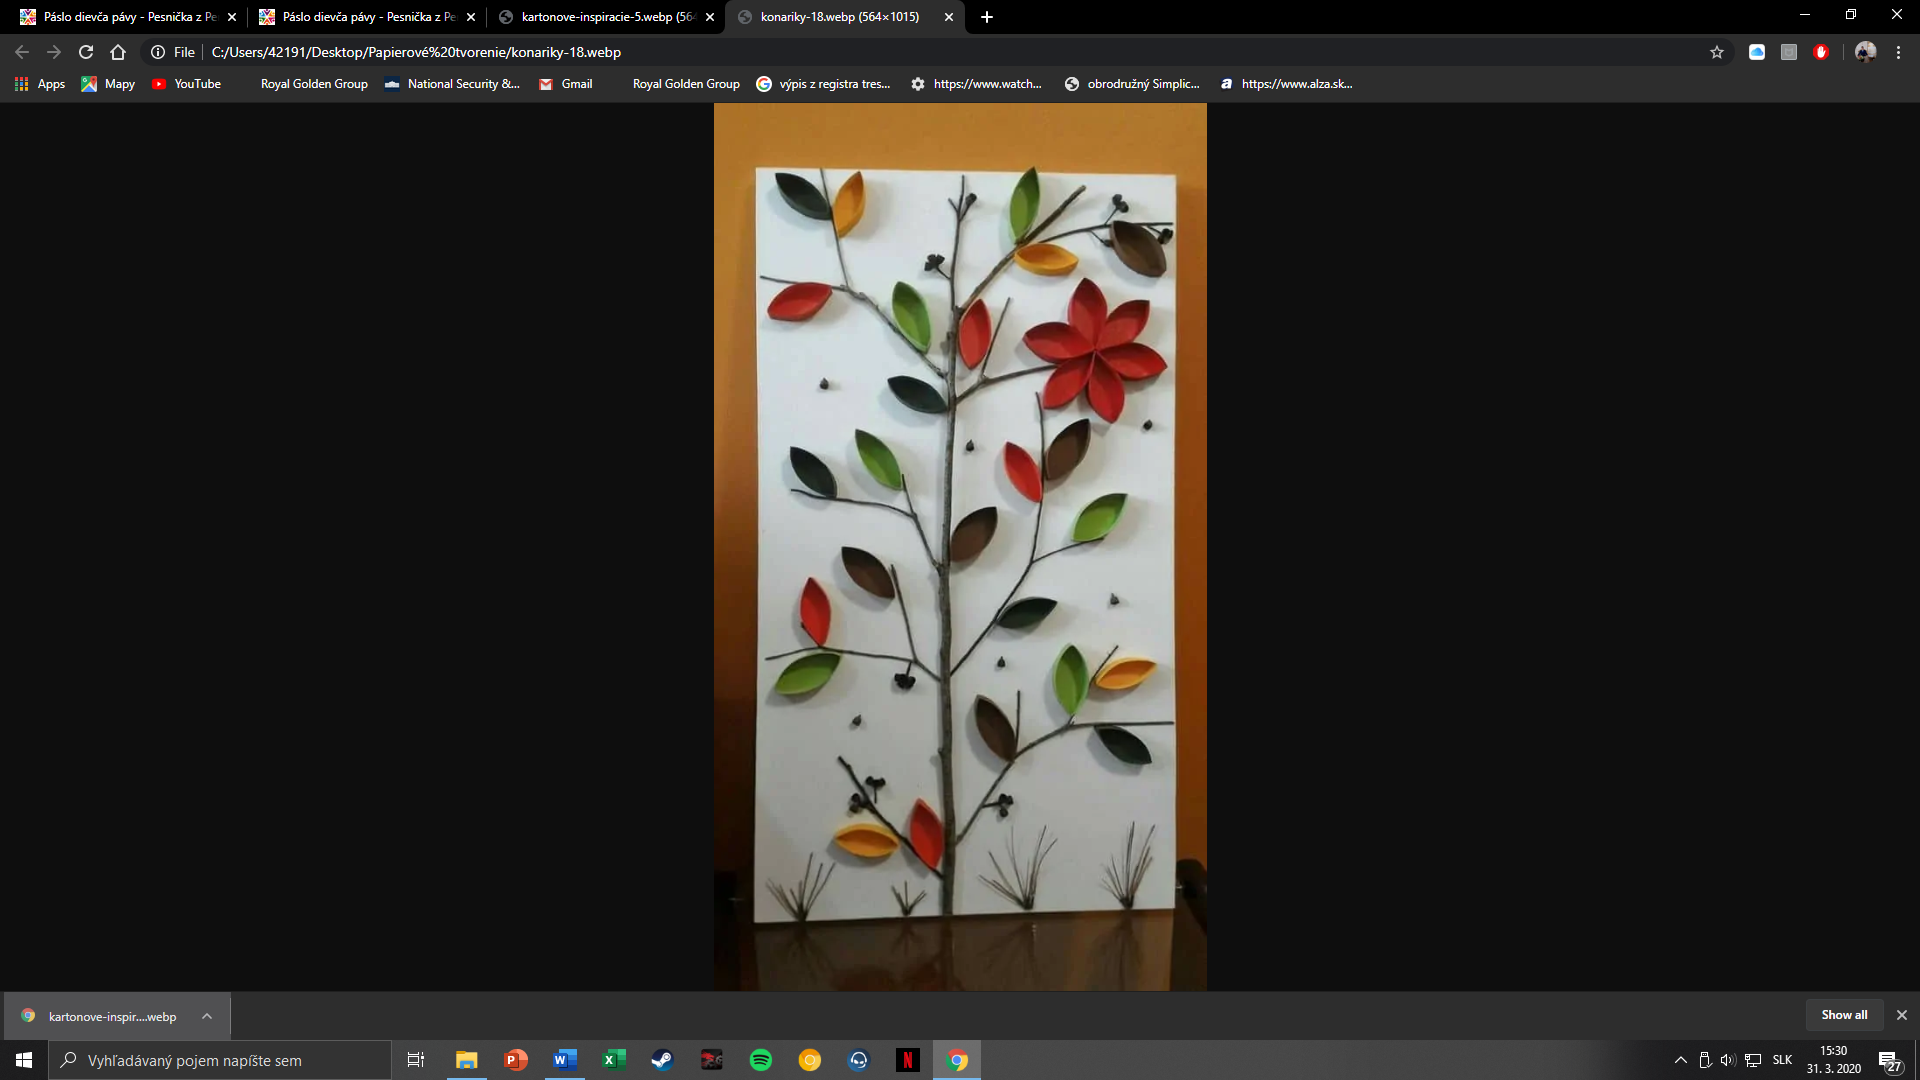 Páslo dievča pávy - Pesnička z Pe
Páslo dievča pávy - Pesnička z Pe
kartonove-inspiracie-5.webp (564
konariky-18.webp (564×1015)
File
C:/Users/42191/Desktop/Papierové%20tvorenie/konariky-18.webp
Apps
Mapy
YouTube
Royal Golden Group
National Security &...
Gmail
Royal Golden Group
výpis z registra tres...
https://www.watch...
obrodružný Simplic...
https://www.alza.sk...
kartonove-inspir....webp
Show all
Vyhľadávaný pojem napíšte sem
SLK
15:30
31. 3. 2020
27